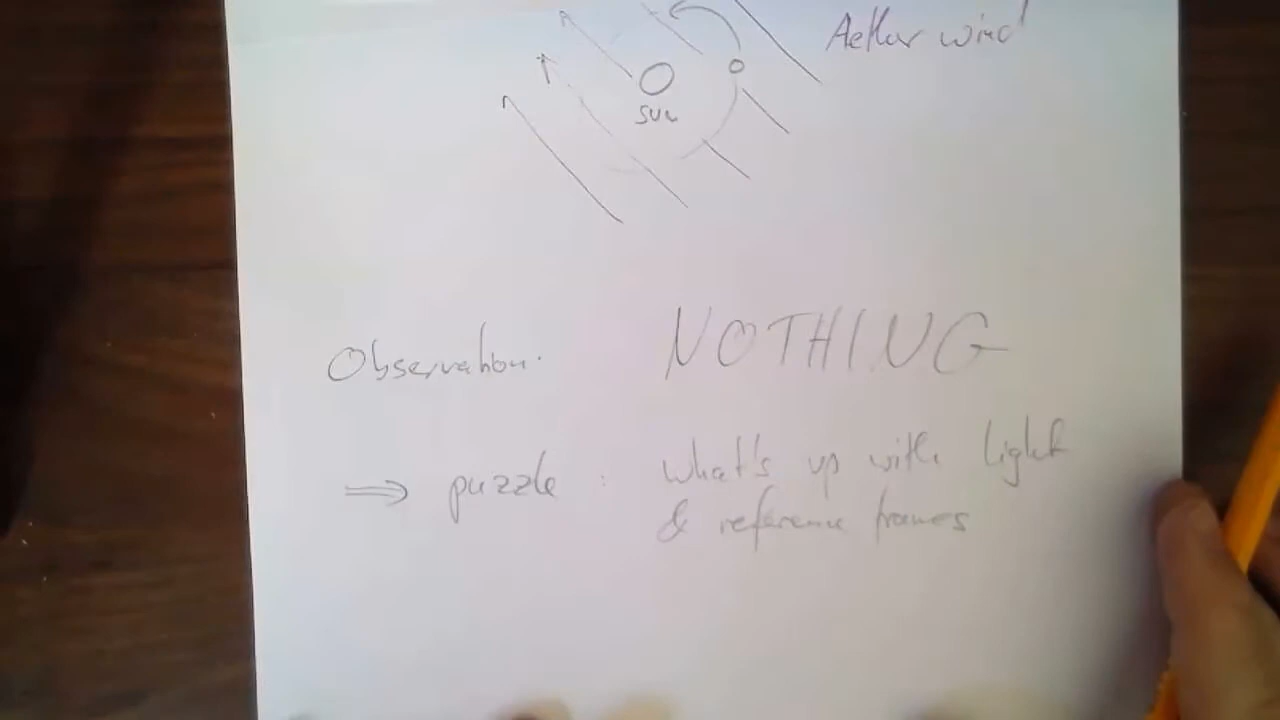 Aether wind
sun
Observation: NOTHING
⇒ puzzle : what's up with light
& reference frames